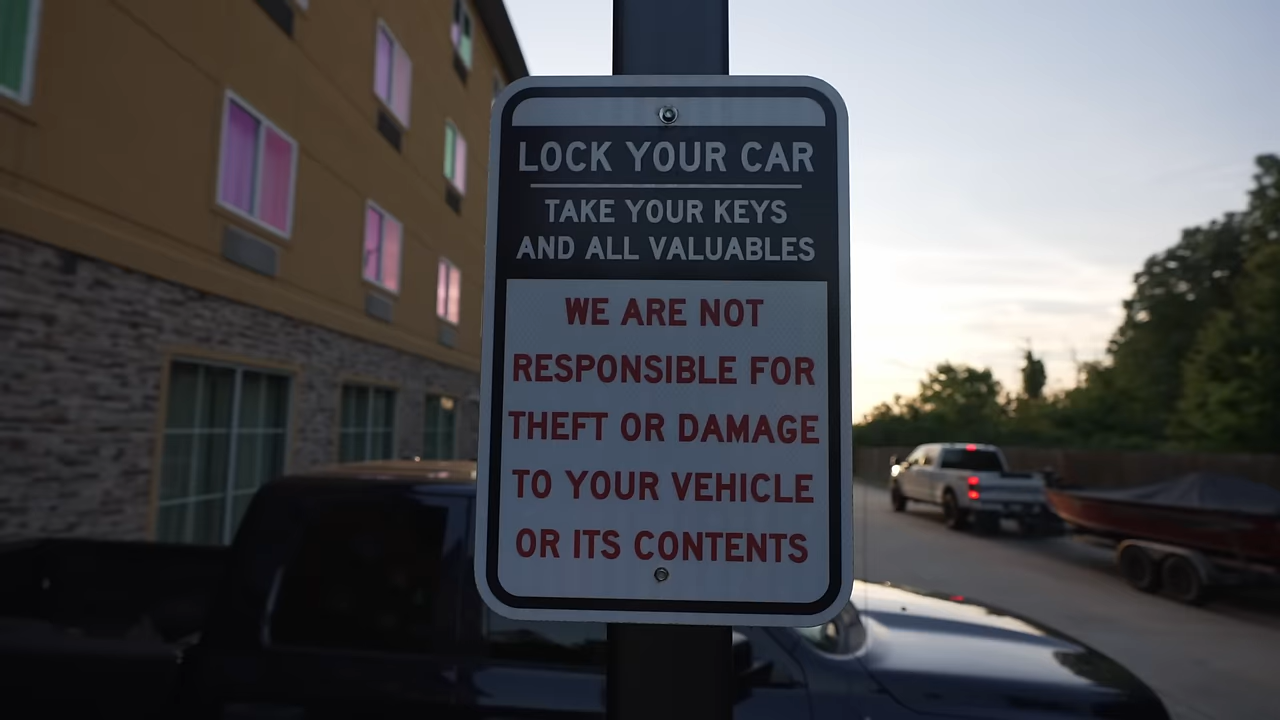 LOCK YOUR CAR
TAKE YOUR KEYS
AND ALL VALUABLES
WE ARE NOT
RESPONSIBLE FOR
THEFT OR DAMAGE
TO YOUR VEHICLE
OR ITS CONTENTS